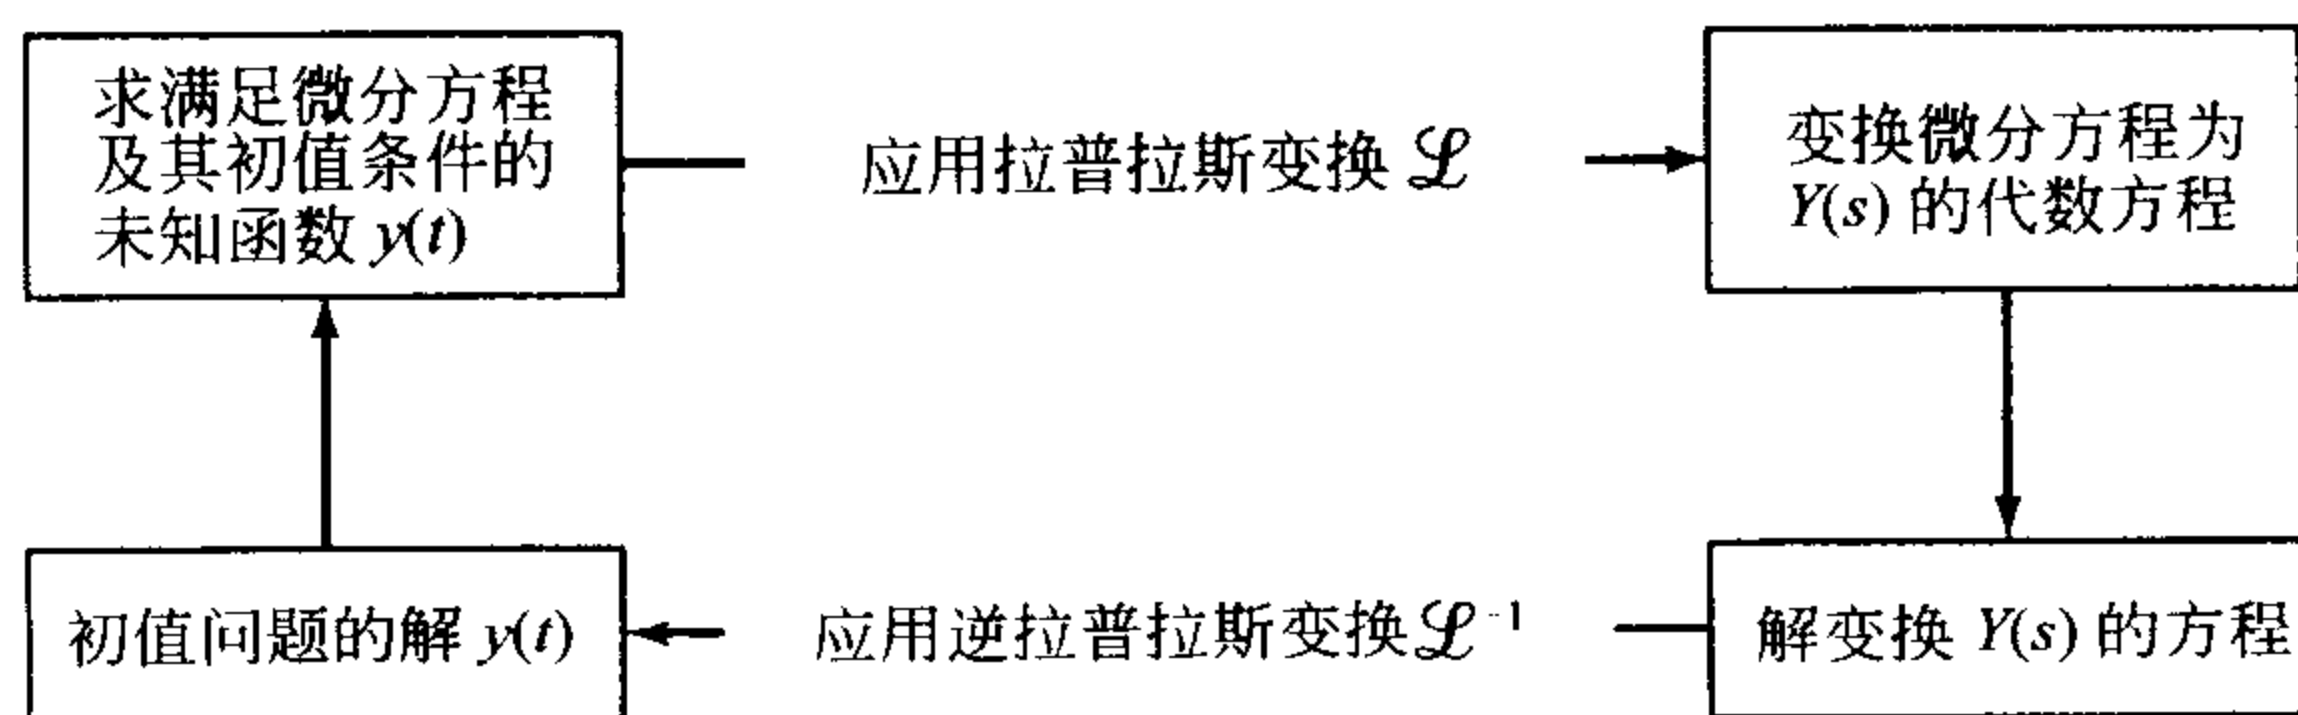 求满足微分方程
及其初值条件的
未知函数 y(t)
应用拉普拉斯变换 ℒ
变换微分方程为
Y(s) 的代数方程
初值问题的解 y(t)
应用逆拉普拉斯变换ℒ⁻¹
解变换 Y(s) 的方程